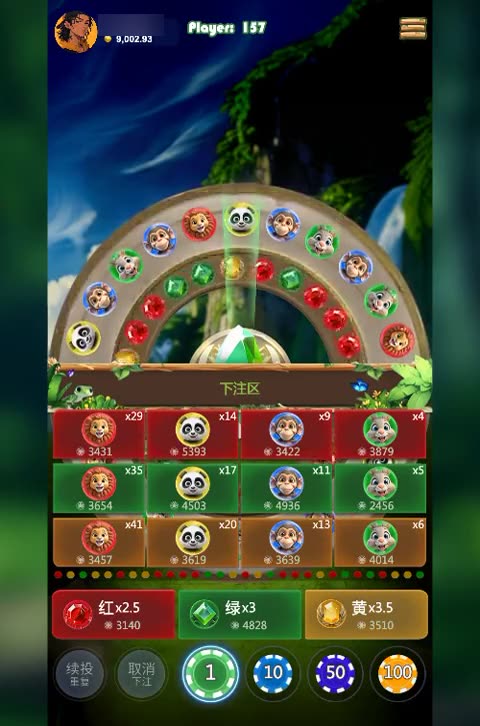 Player: 157
9,002.93
下注区
x29 x14 x9 x4
3431 5393 3422 3879
x35 x17 x11 x5
3654 4503 4936 2456
x41 x20 x13 x6
3457 3619 3639 4014
红x2.5 绿x3 黄x3.5
3140 4828 3510
续投 取消 1 10 50 100
重复 下注